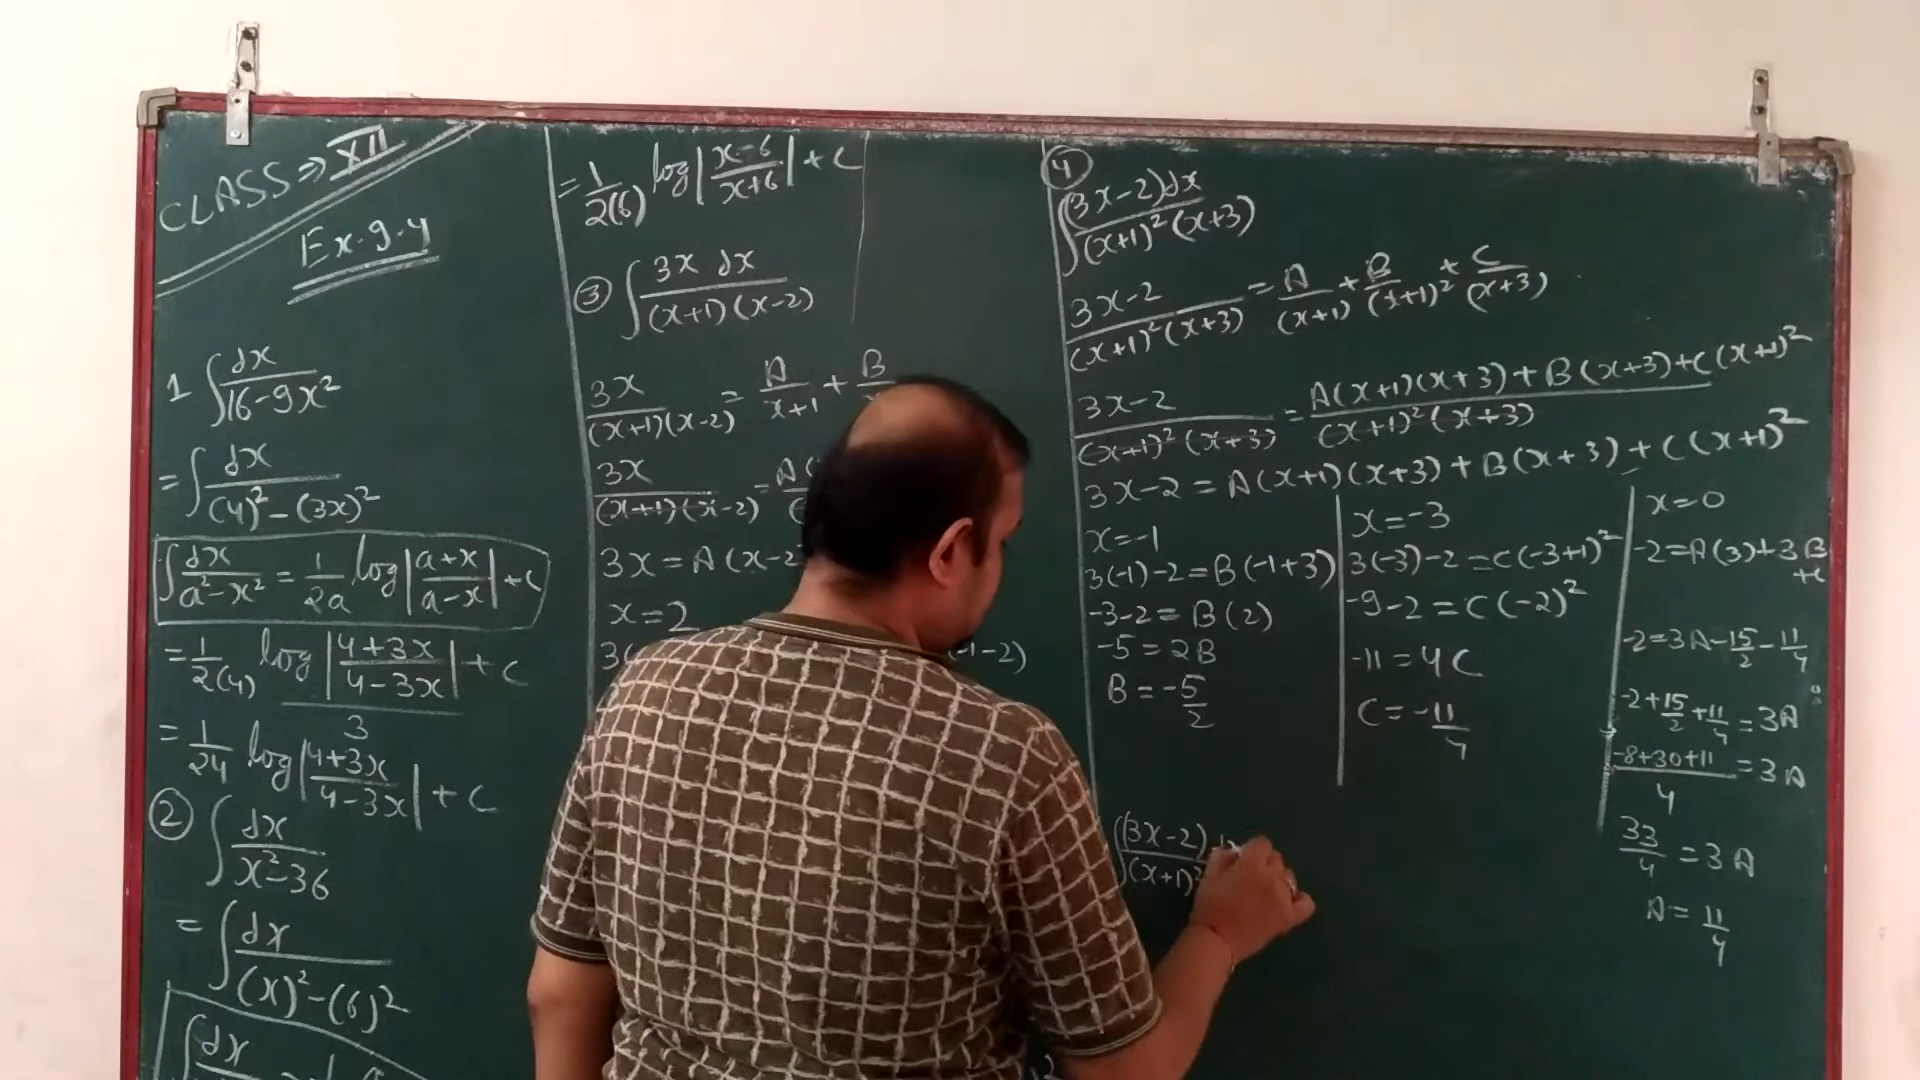 CLASS ⇒ XII
Ex. 9.4
1 ∫ dx / 16-9x²
= ∫ dx / (4)² - (3x)²
∫ dx / a²-x² = 1/2a log |a+x / a-x| + c
= 1/2(4) log |4+3x / 4-3x| + c
3
= 1/24 log |4+3x / 4-3x| + c
② ∫ dx / x²-36
= ∫ dx / (x)² - (6)²
∫ dx
= 1/2(6) log |x-6 / x+6| + c
③ ∫ 3x dx / (x+1)(x-2)
3x / (x+1)(x-2) = A / x+1 + B
3x / (x+1)(x-2) = A(
3x = A(x-2
x=2
3(
-1-2)
④
∫ (3x-2)dx / (x+1)²(x+3)
3x-2 / (x+1)²(x+3) = A / (x+1) + B / (x+1)² + C / (x+3)
3x-2 / (x+1)²(x+3) = A(x+1)(x+3) + B(x+3) + C(x+1)² / (x+1)²(x+3)
3x-2 = A(x+1)(x+3) + B(x+3) + C(x+1)²
x=-1
3(-1)-2 = B(-1+3)
-3-2 = B(2)
-5 = 2B
B = -5/2
x=-3
3(-3)-2 = C(-3+1)²
-9-2 = C(-2)²
-11 = 4C
C = -11/4
x=0
-2 = A(3)+3B
+C
-2 = 3A - 15/2 - 11/4
-2 + 15/2 + 11/4 = 3A
-8+30+11 / 4 = 3A
33/4 = 3A
A = 11/4
∫ (3x-2) / (x+1)²